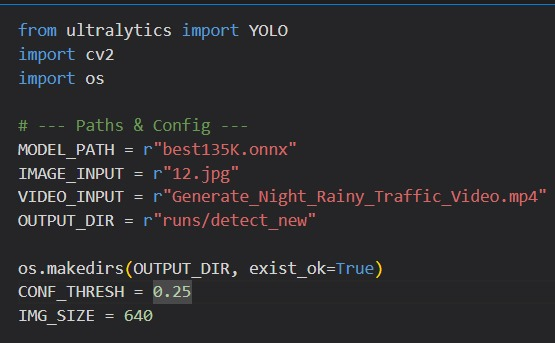 from ultralytics import YOLO
import cv2
import os
# --- Paths & Config ---
MODEL_PATH = r"best135K.onnx"
IMAGE_INPUT = r"12.jpg"
VIDEO_INPUT = r"Generate_Night_Rainy_Traffic_Video.mp4"
OUTPUT_DIR = r"runs/detect_new"
os.makedirs(OUTPUT_DIR, exist_ok=True)
CONF_THRESH = 0.25
IMG_SIZE = 640